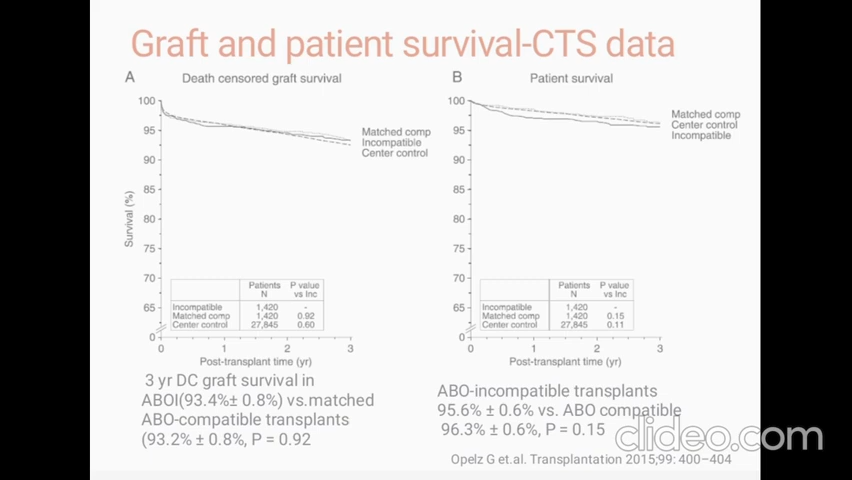 Graft and patient survival-CTS data
A
Death censored graft survival
100
95
90
85
80
75
70
65
0
Survival (%)
Matched comp
Incompatible
Center control
Patients P value
N vs Inc
Incompatible 1,420 -
Matched comp 1,420 0.92
Center control 27,845 0.60
0 1 2 3
Post-transplant time (yr)
B
Patient survival
100
95
90
85
80
75
70
65
0
Matched comp
Center control
Incompatible
Patients P value
N vs Inc
Incompatible 1,420 -
Matched comp 1,420 0.15
Center control 27,845 0.11
0 1 2 3
Post-transplant time (yr)
3 yr DC graft survival in
ABOI(93.4%± 0.8%) vs.matched
ABO-compatible transplants
(93.2% ± 0.8%, P = 0.92
ABO-incompatible transplants
95.6% ± 0.6% vs. ABO compatible
96.3% ± 0.6%, P = 0.15
clideo.com
Opelz G et.al. Transplantation 2015;99: 400–404